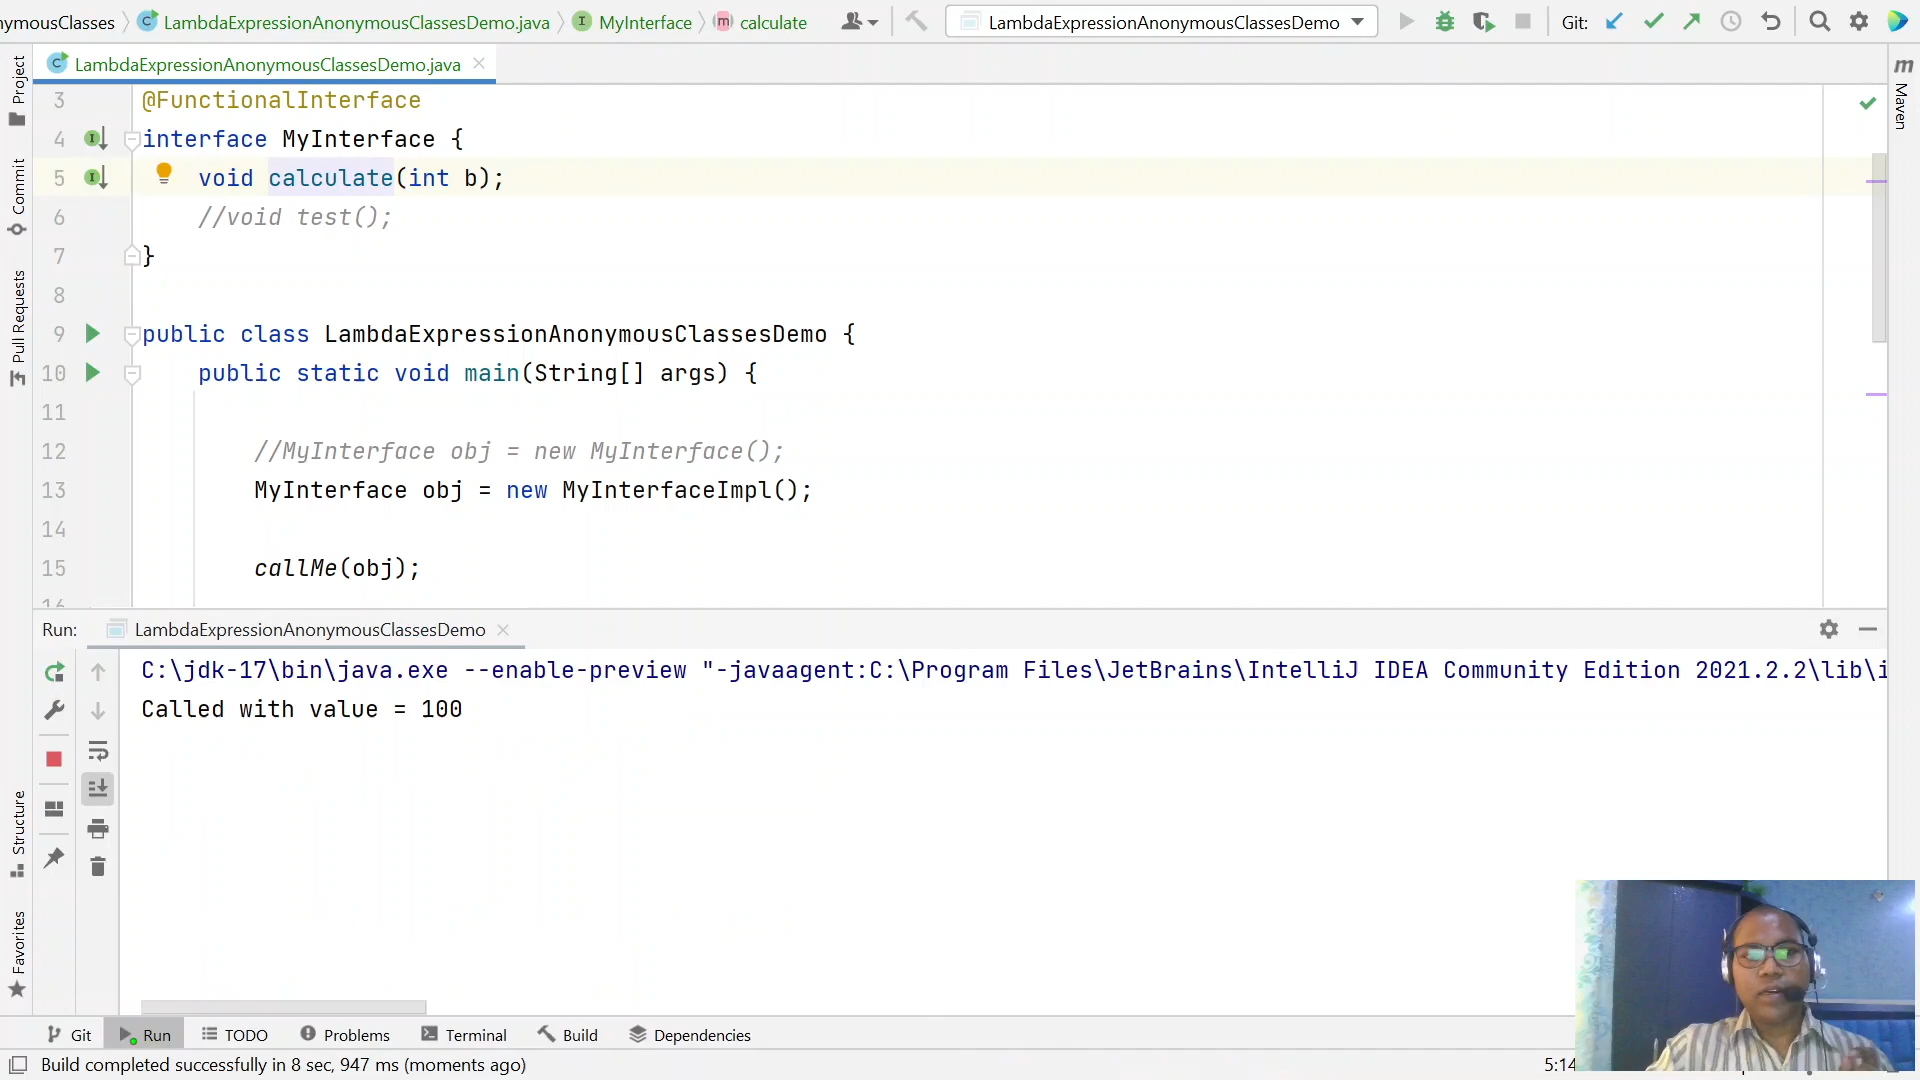 nymousClasses LambdaExpressionAnonymousClassesDemo.java MyInterface calculate LambdaExpressionAnonymousClassesDemo Git:
LambdaExpressionAnonymousClassesDemo.java
3 @FunctionalInterface
4 interface MyInterface {
5 void calculate(int b);
6 //void test();
7 }
8
9 public class LambdaExpressionAnonymousClassesDemo {
10 public static void main(String[] args) {
11
12 //MyInterface obj = new MyInterface();
13 MyInterface obj = new MyInterfaceImpl();
14
15 callMe(obj);
16
Run: LambdaExpressionAnonymousClassesDemo
C:\jdk-17\bin\java.exe --enable-preview "-javaagent:C:\Program Files\JetBrains\IntelliJ IDEA Community Edition 2021.2.2\lib\i
Called with value = 100
Project
Commit
Pull Requests
Structure
Favorites
m Maven
Git Run TODO Problems Terminal Build Dependencies
Build completed successfully in 8 sec, 947 ms (moments ago) 5:14